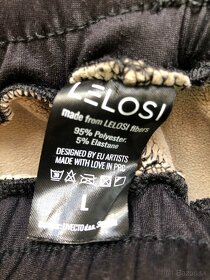 LELOSI
made from LELOSI fibers
95% Polyester,
5% Elastane
DESIGNED BY EU ARTISTS
MADE WITH LOVE IN PRC
L